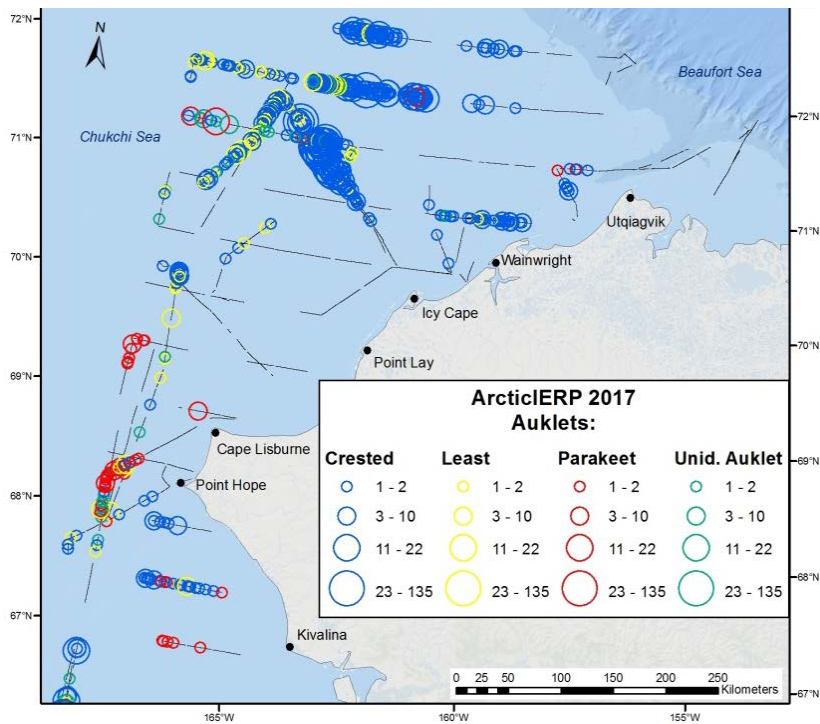 72°N
N
Beaufort Sea
72°N
Chukchi Sea
71°N
Utqiagvik
71°N
70°N
Wainwright
Icy Cape
70°N
Point Lay
69°N
ArcticIERP 2017
Auklets:
Cape Lisburne
Crested Least Parakeet Unid. Auklet
69°N
Point Hope
1 - 2 1 - 2 1 - 2 1 - 2
68°N
3 - 10 3 - 10 3 - 10 3 - 10
11 - 22 11 - 22 11 - 22 11 - 22
68°N
23 - 135 23 - 135 23 - 135 23 - 135
67°N
Kivalina
0 25 50 100 150 200 250
Kilometers
67°N
165°W 160°W 155°W